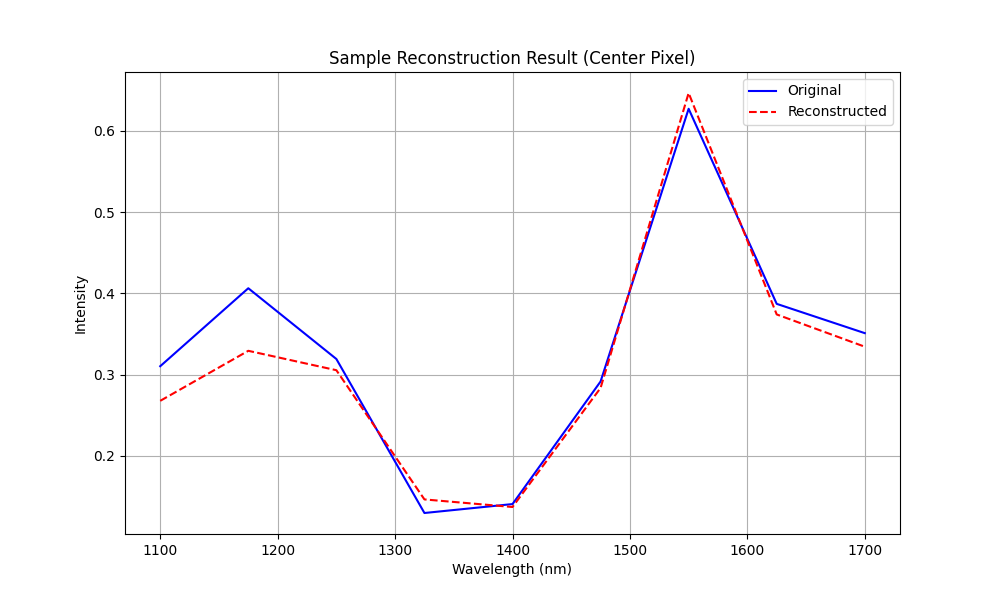 Sample Reconstruction Result (Center Pixel)
Original
Reconstructed
Intensity
0.6
0.5
0.4
0.3
0.2
1100 1200 1300 1400 1500 1600 1700
Wavelength (nm)